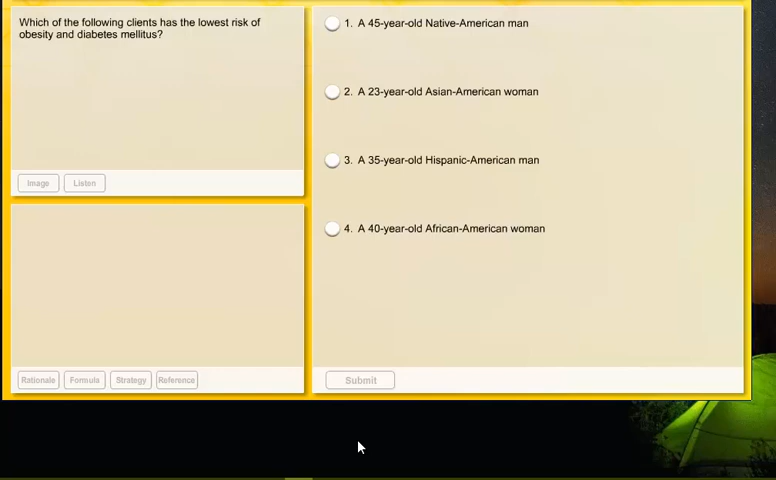 Which of the following clients has the lowest risk of
obesity and diabetes mellitus?
Image
Listen
Rationale
Formula
Strategy
Reference
1. A 45-year-old Native-American man
2. A 23-year-old Asian-American woman
3. A 35-year-old Hispanic-American man
4. A 40-year-old African-American woman
Submit